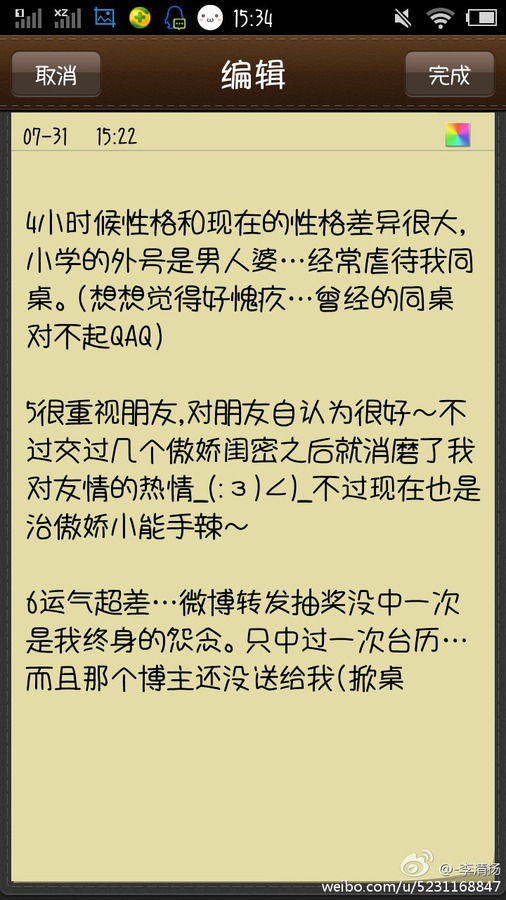 15:34
取消
编辑
完成
07-31 15:22
4小时候性格和现在的性格差异很大,
小学的外号是男人婆…经常虐待我同
桌。(想想觉得好愧疚…曾经的同桌
对不起QAQ)
5很重视朋友,对朋友自认为很好～不
过交过几个傲娇闺密之后就消磨了我
对友情的热情_(:з)∠)_不过现在也是
治傲娇小能手辣～
6运气超差…微博转发抽奖没中一次
是我终身的怨念。只中过一次台历…
而且那个博主还没送给我(掀桌
@-李清扬
weibo.com/u/5231168847